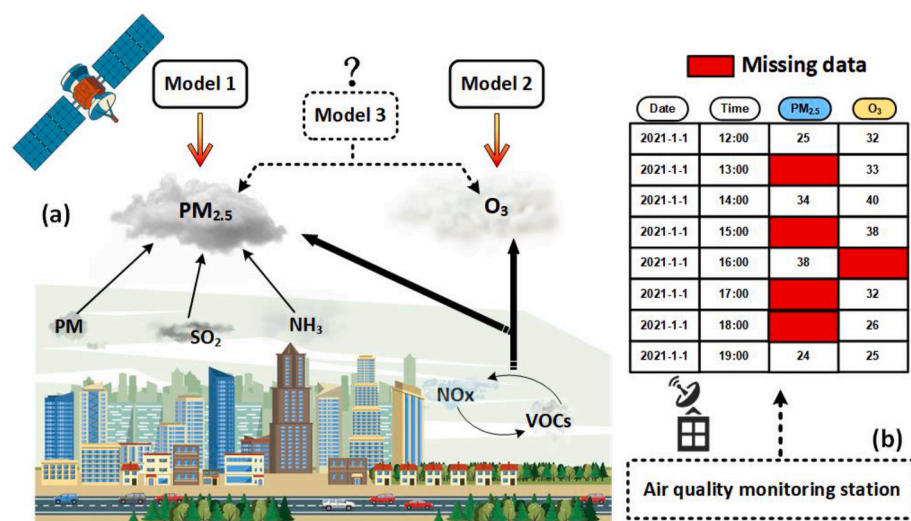 ?
Model 1
Model 3
Model 2
(a)
PM2.5
O3
PM
SO2
NH3
NOx
VOCs
Missing data
Date Time PM2.5 O3
2021-1-1 12:00 25 32
2021-1-1 13:00 33
2021-1-1 14:00 34 40
2021-1-1 15:00 38
2021-1-1 16:00 38
2021-1-1 17:00 32
2021-1-1 18:00 26
2021-1-1 19:00 24 25
(b)
Air quality monitoring station